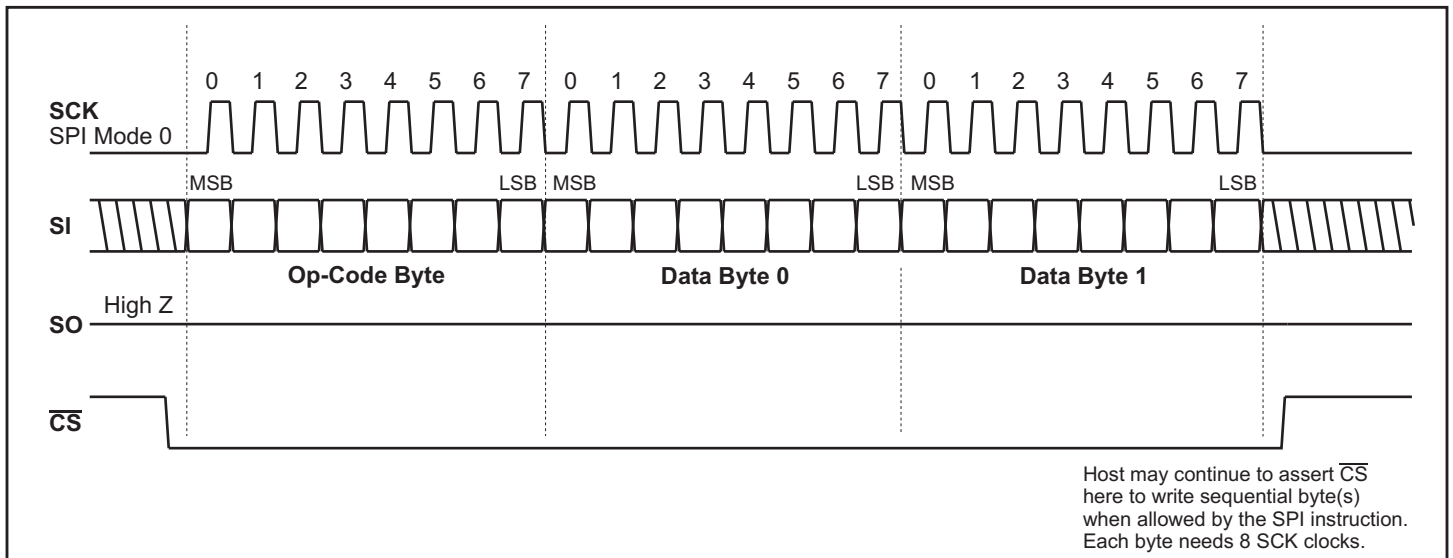 0 1 2 3 4 5 6 7 0 1 2 3 4 5 6 7 0 1 2 3 4 5 6 7
SCK
SPI Mode 0
MSB LSB MSB LSB MSB LSB
SI
Op-Code Byte Data Byte 0 Data Byte 1
High Z
SO
CS
Host may continue to assert CS
here to write sequential byte(s)
when allowed by the SPI instruction.
Each byte needs 8 SCK clocks.